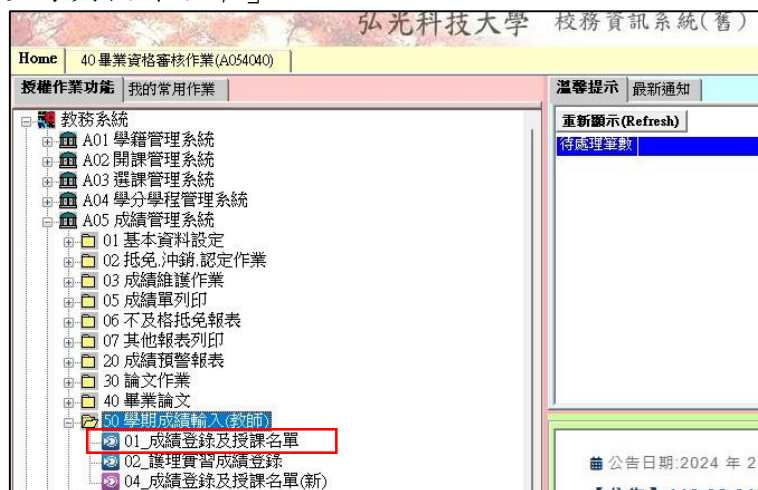 弘光科技大學 校務資訊系統(舊)
Home 40 畢業資格審核作業(A054040)
授權作業功能 我的常用作業
溫馨提示 最新通知
重新顯示(Refresh)
待處理筆數
教務系統
A01 學籍管理系統
A02 開課管理系統
A03 選課管理系統
A04 學分學程管理系統
A05 成績管理系統
01 基本資料設定
02 抵免.沖銷.認定作業
03 成績維護作業
05 成績單列印
06 不及格抵免報表
07 其他報表列印
20 成績預警報表
30 論文作業
40 畢業論文
50 學期成績輸入(教師)
01_成績登錄及授課名單
02_護理實習成績登錄
04_成績登錄及授課名單(新)
公告日期:2024 年 2